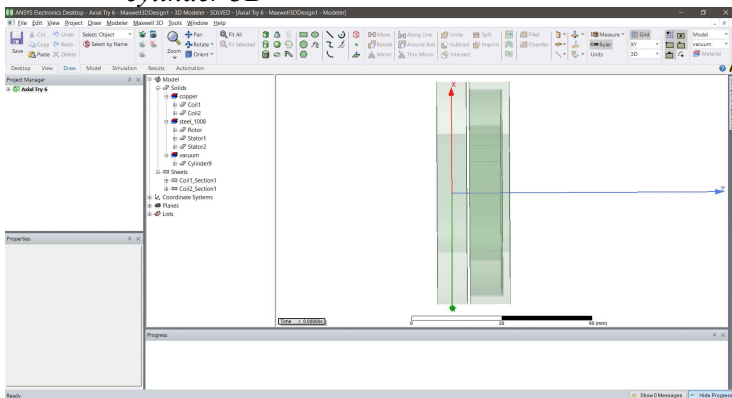 ANSYS Electronics Desktop - Axial Try 6 - Maxwell3DDesign1 - 3D Modeler - SOLVED - [Axial Try 6 - Maxwell3DDesign1 - Modeler]
File Edit View Project Draw Modeler Maxwell 3D Tools Window Help
Save Cut Undo Select: Object Zoom Pan Fit All Move Along Line Unite Split Fillet Measure Grid Model
Copy Redo Select by Name Rotate Fit Selected Rotate Around Axis Subtract Imprint Chamfer Ruler XY vacuum
Paste Delete Orient Mirror Thru Mirror Intersect Units 3D Material
Desktop View Draw Model Simulation Results Automation
Project Manager
Axial Try 6
Model
Solids
copper
Coil1
Coil2
steel_1008
Rotor
Stator1
Stator2
vacuum
Cylinder9
Sheets
Coil1_Section1
Coil2_Section1
Coordinate Systems
Planes
Lists
Properties
X
Z
Time = 0.00000s
0 30 60 (mm)
Progress
Ready
Show 0 Messages Hide Progress